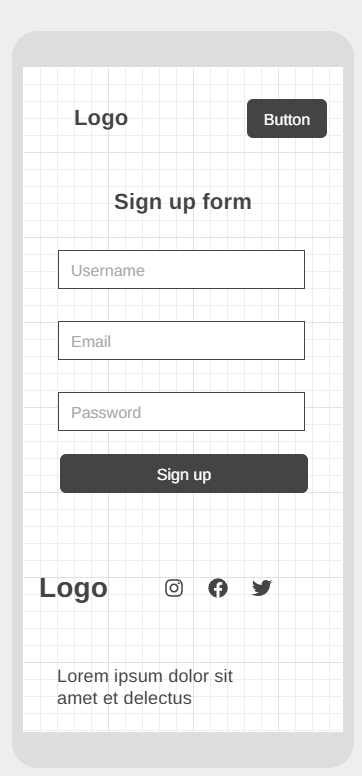 Logo
Button
Sign up form
Username
Email
Password
Sign up
Logo
Lorem ipsum dolor sit
amet et delectus